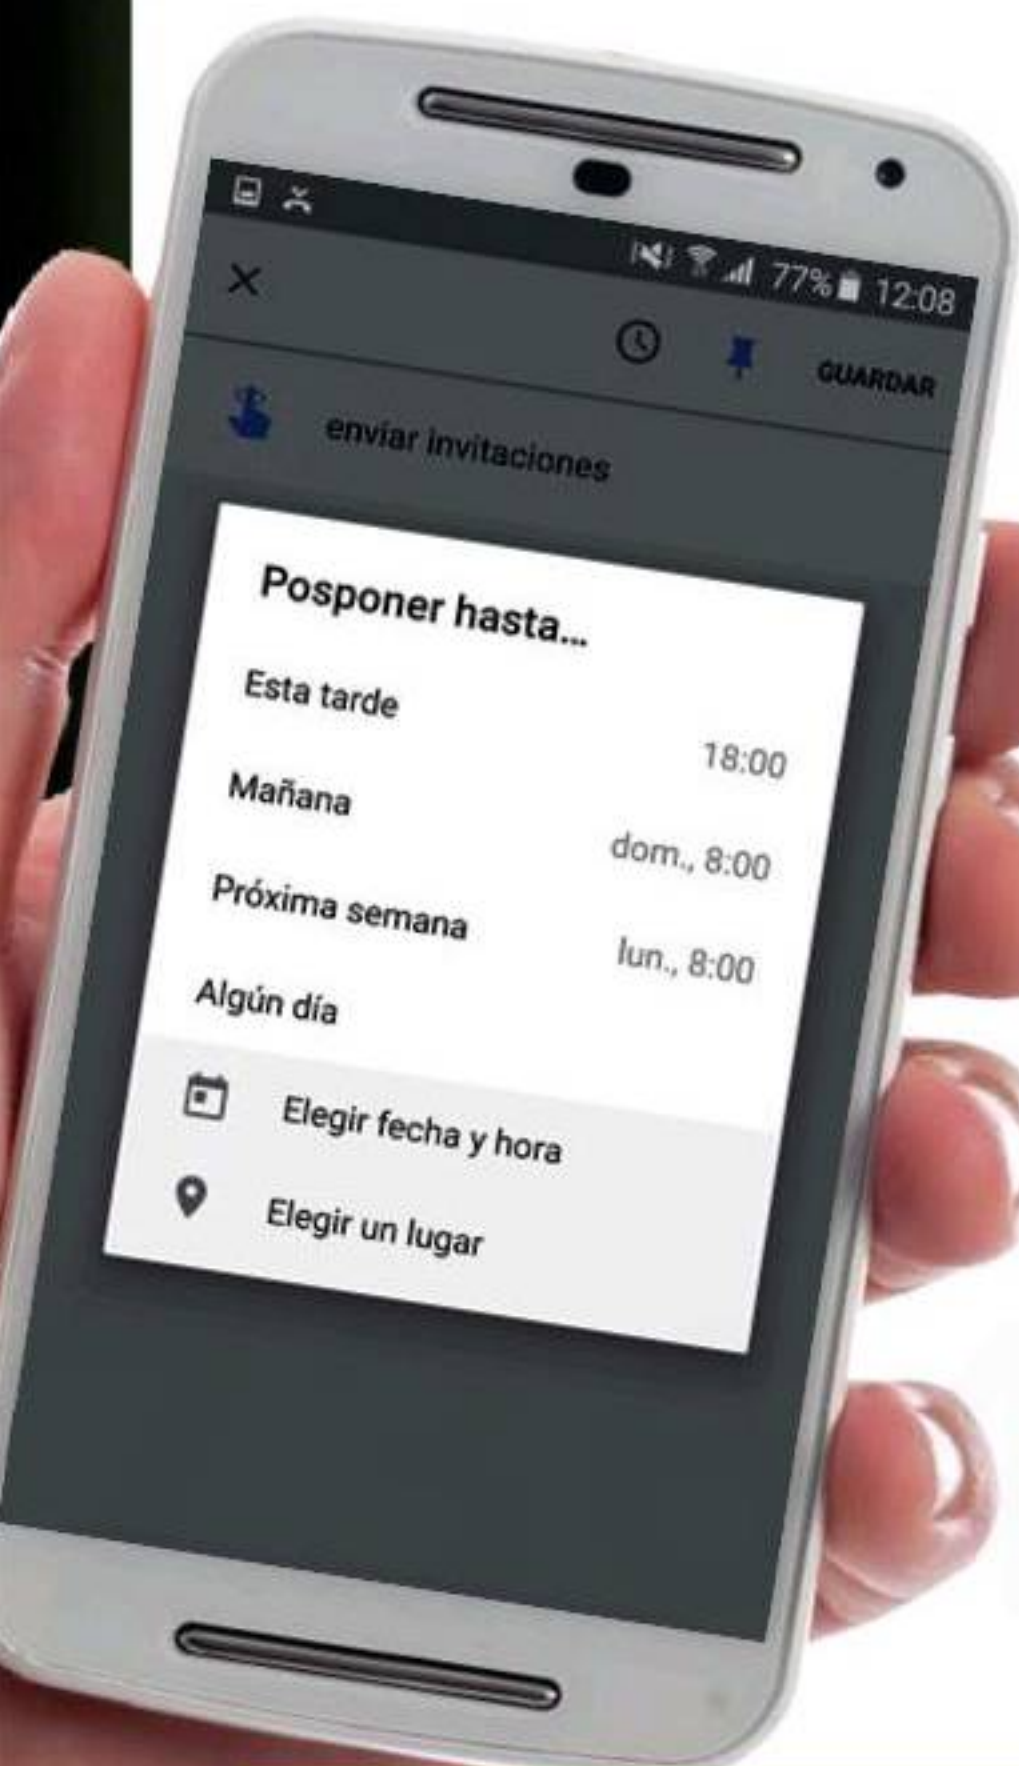 77% 12:08
GUARDAR
enviar invitaciones
Posponer hasta...
Esta tarde
18:00
Mañana
dom., 8:00
Próxima semana
lun., 8:00
Algún día
Elegir fecha y hora
Elegir un lugar